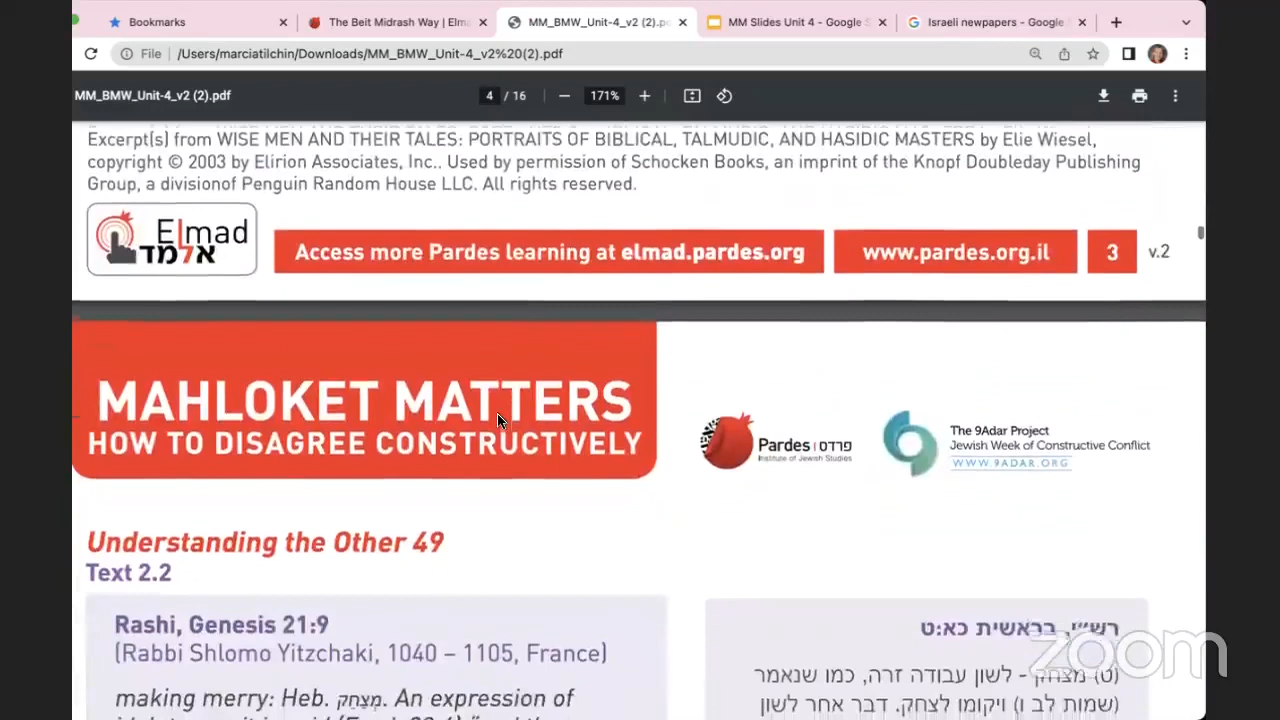 Bookmarks
The Beit Midrash Way | Elm
MM_BMW_Unit-4_v2 (2).p
MM Slides Unit 4 - Google S
Israeli newpapers - Google
File | /Users/marciatilchin/Downloads/MM_BMW_Unit-4_v2%20(2).pdf
MM_BMW_Unit-4_v2 (2).pdf
4 / 16
171%
Excerpt(s) from WISE MEN AND THEIR TALES: PORTRAITS OF BIBLICAL, TALMUDIC, AND HASIDIC MASTERS by Elie Wiesel,
copyright © 2003 by Elirion Associates, Inc.. Used by permission of Schocken Books, an imprint of the Knopf Doubleday Publishing
Group, a divisionof Penguin Random House LLC. All rights reserved.
Elmad
אלמד
Access more Pardes learning at elmad.pardes.org
www.pardes.org.il
3
v.2
MAHLOKET MATTERS
HOW TO DISAGREE CONSTRUCTIVELY
Pardes | פרדס
Institute of Jewish Studies
The 9Adar Project
Jewish Week of Constructive Conflict
WWW.9ADAR.ORG
Understanding the Other 49
Text 2.2
Rashi, Genesis 21:9
(Rabbi Shlomo Yitzchaki, 1040 – 1105, France)
making merry: Heb. מְצַחֵק. An expression of
רש״י, בראשית כא:ט
(ט) מצחק - לשון עבודה זרה, כמו שנאמר
(שמות לב ו) ויקומו לצחק. דבר אחר לשון
zoom